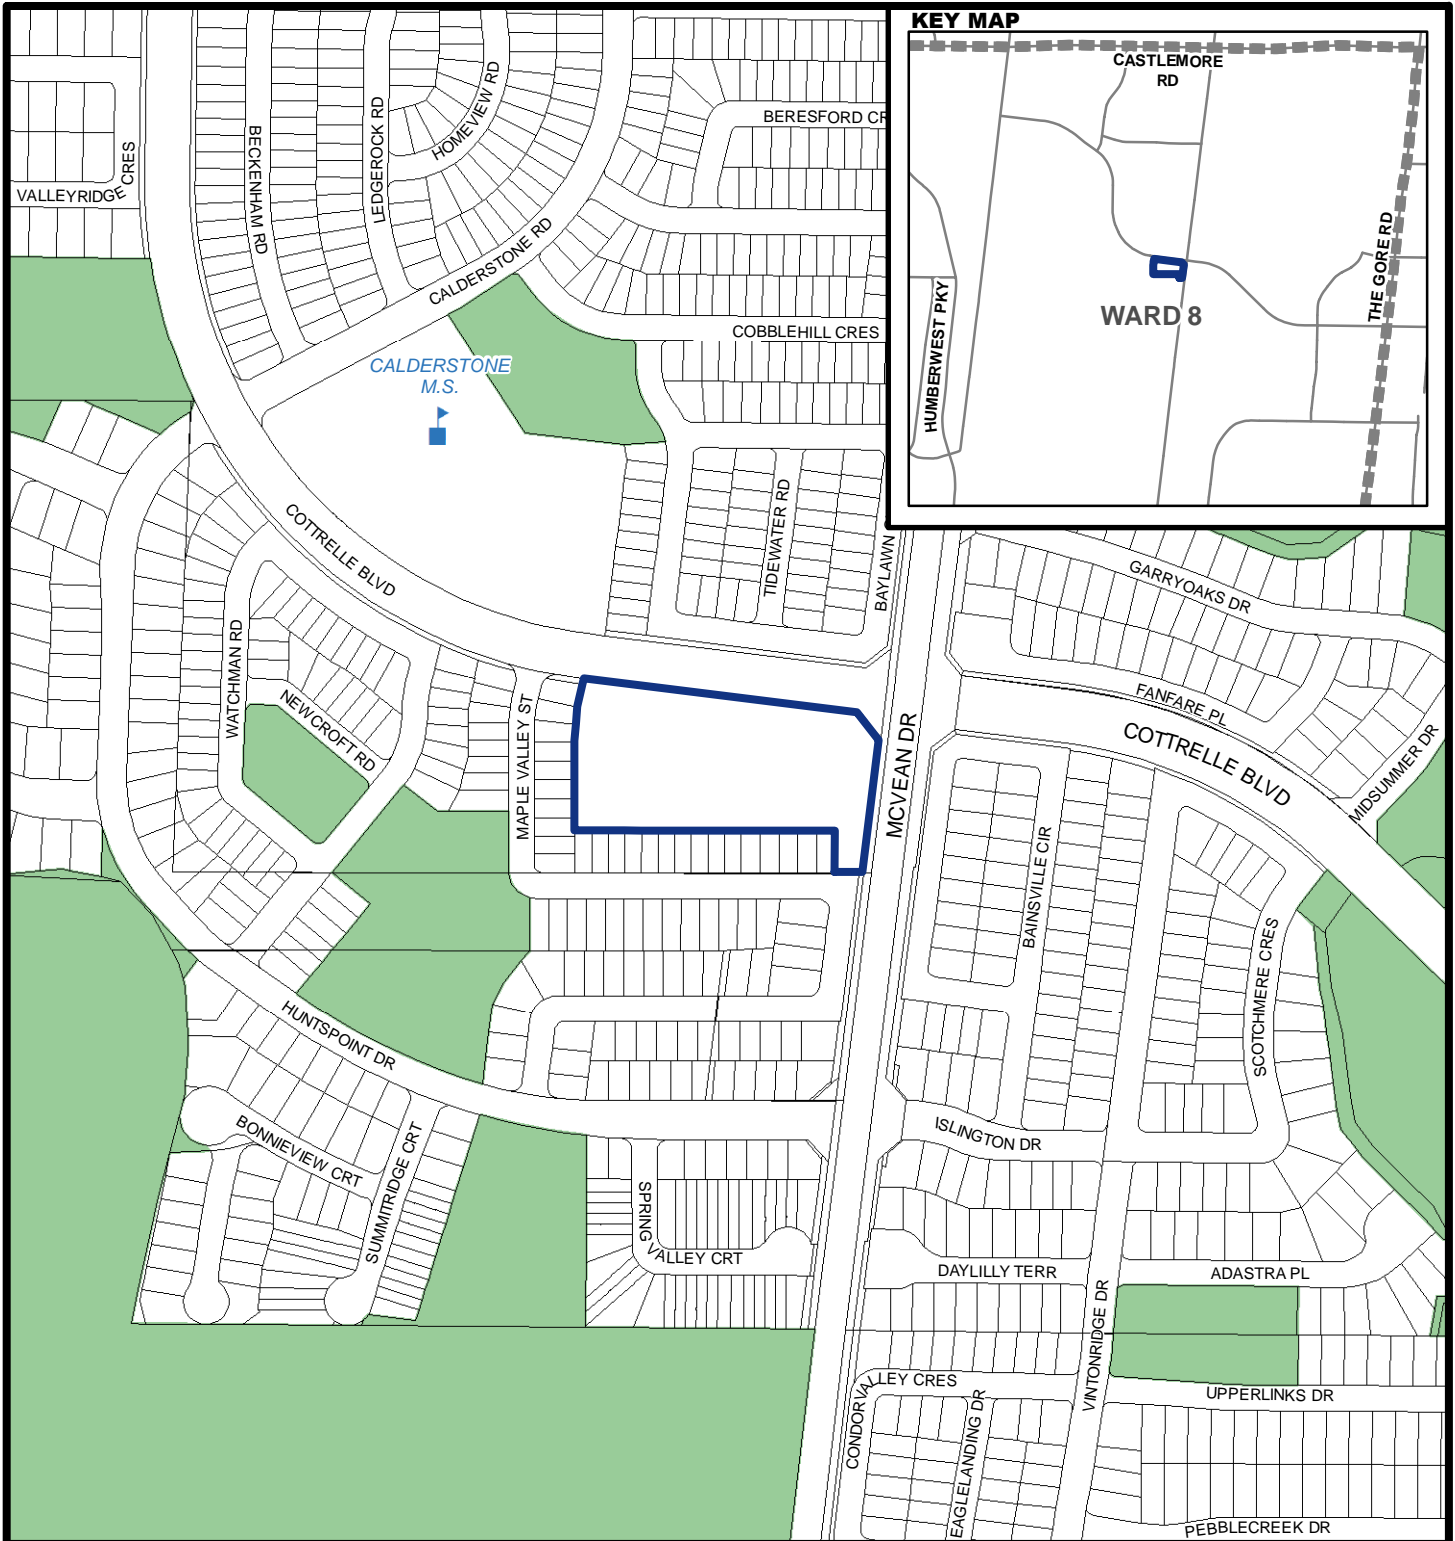 KEY MAP
CASTLEMORE
RD
HUMBERWEST PKY
THE GORE RD
WARD 8
BECKENHAM RD
LEDGEROCK RD
HOMEVIEW RD
BERESFORD CR
VALLEYRIDGE CRES
CALDERSTONE RD
COBBLEHILL CRES
CALDERSTONE
M.S.
COTTRELLE BLVD
TIDEWATER RD
BAYLAWN
GARRYOAKS DR
WATCHMAN RD
NEWCROFT RD
MAPLE VALLEY ST
MCVEAN DR
FANFARE PL
COTTRELLE BLVD
MIDSUMMER DR
BAINSVILLE CIR
SCOTCHMERE CRES
HUNTSPOINT DR
BONNIEVIEW CRT
SUMMITRIDGE CRT
ISLINGTON DR
SPRING VALLEY CRT
DAYLILLY TERR
ADASTRA PL
VINTONRIDGE DR
CONDOR VALLEY CRES
EAGLELANDING DR
UPPERLINKS DR
PEBBLECREEK DR